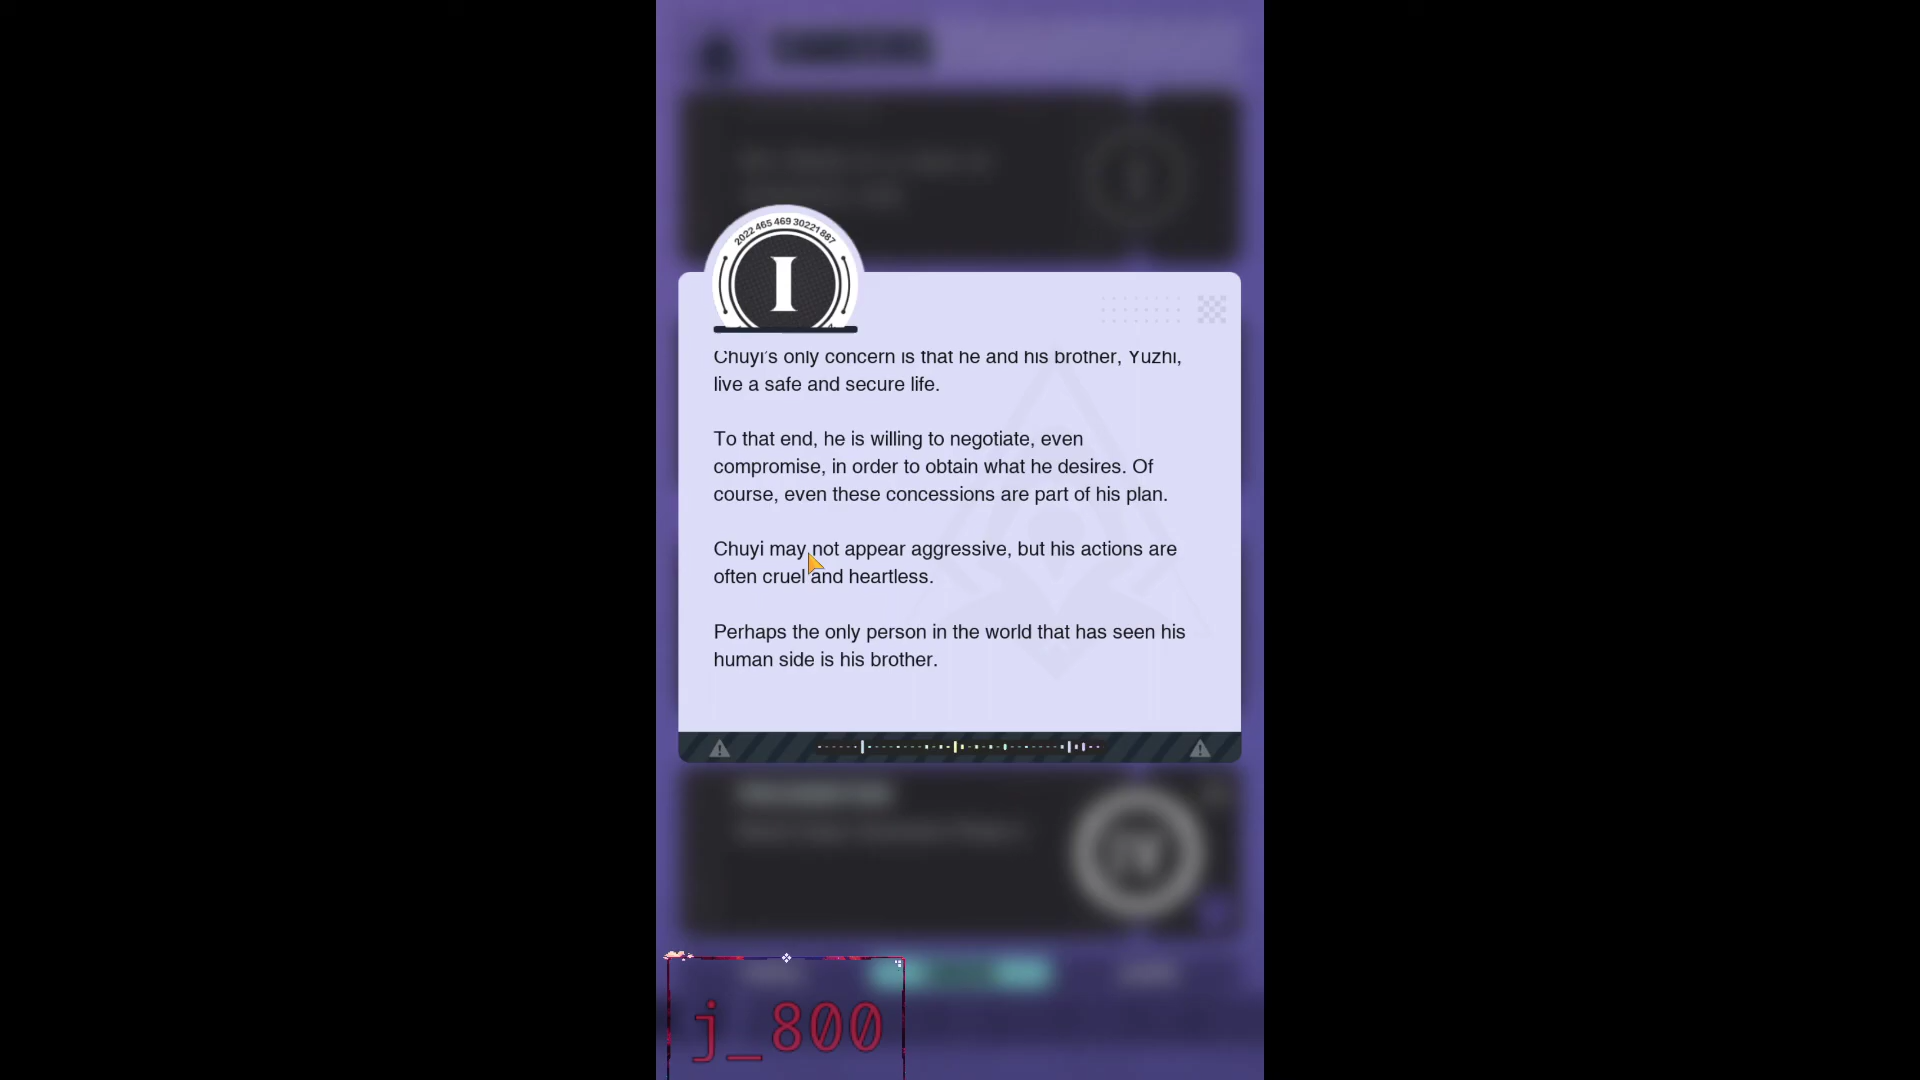 2022 465 469 30221 887
I
Chuyi's only concern is that he and his brother, Yuzhi,
live a safe and secure life.
To that end, he is willing to negotiate, even
compromise, in order to obtain what he desires. Of
course, even these concessions are part of his plan.
Chuyi may not appear aggressive, but his actions are
often cruel and heartless.
Perhaps the only person in the world that has seen his
human side is his brother.
j_800